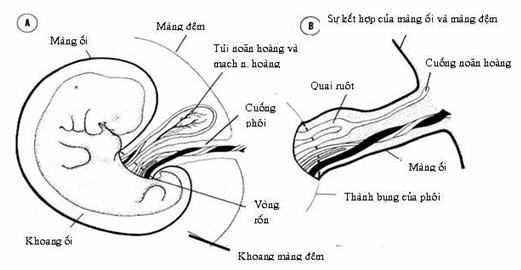 A
Màng ối
Màng đệm
Túi noãn hoàng và
mạch n. hoàng
Cuống
phôi
Vòng
rốn
Khoang ối
Khoang màng đệm
B
Sự kết hợp của màng ối và màng đệm
Cuống noãn hoàng
Quai ruột
Màng ối
Thành bụng của phôi